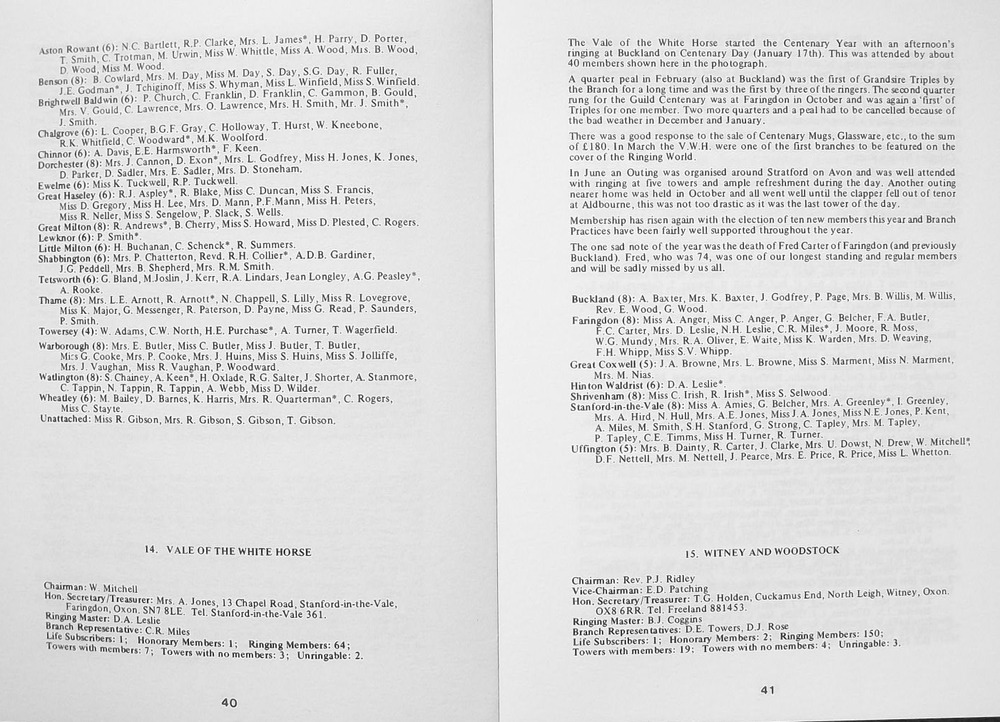 Aston Rowant (6): N.C. Bartlett, R.P. Clarke, Mrs. L. James*, H. Parry, D. Porter,
T. Smith, C. Trotman, M. Urwin, Miss W. Whittle, Miss A. Wood, Mis. B. Wood,
D. Wood, Miss M. Wood.
Benson (8): B. Cowlard, Mrs. M. Day, Miss M. Day, S. Day, S.G. Day, R. Fuller,
J.E. Godman*, J. Tchiginoff, Miss S. Whyman, Miss L. Winfield, Miss S. Winfield.
Brightwell Baldwin (6): P. Church, C. Franklin, D. Franklin, C. Gammon, B. Gould,
Mrs. V. Gould, C. Lawrence, Mrs. O. Lawrence, Mrs. H. Smith, Mr. J. Smith*,
J. Smith.
Chalgrove (6): L. Cooper, B.G.F. Gray, C. Holloway, T. Hurst, W. Kneebone,
R.K. Whitfield, C. Woodward*, M.K. Woolford.
Chinnor (6): A. Davis, E.E. Harmsworth*, F. Keen.
Dorchester (8): Mrs. J. Cannon, D. Exon*, Mrs. L. Godfrey, Miss H. Jones, K. Jones,
D. Parker, D. Sadler, Mrs. E. Sadler, Mrs. D. Stoneham.
Ewelme (6): Miss K. Tuckwell, R.P. Tuckwell.
Great Haseley (6): R.J. Aspley*, R. Blake, Miss C. Duncan, Miss S. Francis,
Miss D. Gregory, Miss H. Lee, Mrs. D. Mann, P.F. Mann, Miss H. Peters,
Miss R. Neller, Miss S. Sengelow, P. Slack, S. Wells.
Great Milton (8): R. Andrews*, B. Cherry, Miss S. Howard, Miss D. Plested, C. Rogers.
Lewknor (6): P. Smith*.
Little Milton (6): H. Buchanan, C. Schenck*, R. Summers.
Shabbington (6): Mrs. P. Chatterton, Revd. R.H. Collier*, A.D.B. Gardiner,
J.G. Peddell, Mrs. B. Shepherd, Mrs. R.M. Smith.
Tetsworth (6): G. Bland, M.Joslin, J. Kerr, R.A. Lindars, Jean Longley, A.G. Peasley*,
A. Rooke.
Thame (8): Mrs. L.E. Arnott, R. Arnott*, N. Chappell, S. Lilly, Miss R. Lovegrove,
Miss K. Major, G. Messenger, R. Paterson, D. Payne, Miss G. Read, P. Saunders,
P. Smith.
Towersey (4): W. Adams, C.W. North, H.E. Purchase*, A. Turner, T. Wagerfield.
Warborough (8): Mrs. E. Butler, Miss C. Butler, Miss J. Butler, T. Butler,
Miss G. Cooke, Mrs. P. Cooke, Mrs. J. Huins, Miss S. Huins, Miss S. Jolliffe,
Mrs. J. Vaughan, Miss R. Vaughan, P. Woodward.
Watlington (8): S. Chainey, A. Keen*, H. Oxlade, R.G. Salter, J. Shorter, A. Stanmore,
C. Tappin, N. Tappin, R. Tappin, A. Webb, Miss D. Wilder.
Wheatley (6): M. Bailey, D. Barnes, K. Harris, Mrs. R. Quarterman*, C. Rogers,
Miss C. Stayte.
Unattached: Miss R. Gibson, Mrs. R. Gibson, S. Gibson, T. Gibson.
14. VALE OF THE WHITE HORSE
Chairman: W. Mitchell
Hon. Secretary/Treasurer: Mrs. A. Jones, 13 Chapel Road, Stanford-in-the-Vale,
Faringdon, Oxon. SN7 8LE. Tel. Stanford-in-the-Vale 361.
Ringing Master: D.A. Leslie
Branch Representative: C.R. Miles
Life Subscribers: 1; Honorary Members: 1; Ringing Members: 64;
Towers with members: 7; Towers with no members: 3; Unringable: 2.
40
The Vale of the White Horse started the Centenary Year with an afternoon's
ringing at Buckland on Centenary Day (January 17th). This was attended by about
40 members shown here in the photograph.
A quarter peal in February (also at Buckland) was the first of Grandsire Triples by
the Branch for a long time and was the first by three of the ringers. The second quarter
rung for the Guild Centenary was at Faringdon in October and was again a 'first' of
Triples for one member. Two more quarters and a peal had to be cancelled because of
the bad weather in December and January.
There was a good response to the sale of Centenary Mugs, Glassware, etc., to the sum
of £180. In March the V.W.H. were one of the first branches to be featured on the
cover of the Ringing World.
In June an Outing was organised around Stratford on Avon and was well attended
with ringing at five towers and ample refreshment during the day. Another outing
nearer home was held in October and all went well until the clapper fell out of tenor
at Aldbourne, this was not too drastic as it was the last tower of the day.
Membership has risen again with the election of ten new members this year and Branch
Practices have been fairly well supported throughout the year.
The one sad note of the year was the death of Fred Carter of Faringdon (and previously
Buckland). Fred, who was 74, was one of our longest standing and regular members
and will be sadly missed by us all.
Buckland (8): A. Baxter, Mrs. K. Baxter, J. Godfrey, P. Page, Mrs. B. Willis, M. Willis,
Rev. E. Wood, G. Wood.
Faringdon (8): Miss A. Anger, Miss C. Anger, P. Anger, G. Belcher, F.A. Butler,
F.C. Carter, Mrs. D. Leslie, N.H. Leslie, C.R. Miles*, J. Moore, R. Moss,
W.G. Mundy, Mrs. R.A. Oliver, E. Waite, Miss K. Warden, Mrs. D. Weaving,
F.H. Whipp, Miss S.V. Whipp.
Great Coxwell (5): J.A. Browne, Mrs. L. Browne, Miss S. Marment, Miss N. Marment,
Mrs. M. Nias.
Hinton Waldrist (6): D.A. Leslie*.
Shrivenham (8): Miss C. Irish, R. Irish*, Miss S. Selwood.
Stanford-in-the-Vale (8): Miss A. Amies, G. Belcher, Mrs. A. Greenley*, I. Greenley,
Mrs. A. Hird, N. Hull, Mrs. A.E. Jones, Miss J.A. Jones, Miss N.E. Jones, P. Kent,
A. Miles, M. Smith, S.H. Stanford, G. Strong, C. Tapley, Mrs. M. Tapley,
P. Tapley, C.E. Timms, Miss H. Turner, R. Turner.
Uffington (5): Mrs. B. Dainty, R. Carter, J. Clarke, Mrs. U. Dowst, N. Drew, W. Mitchell*,
D.F. Nettell, Mrs. M. Nettell, J. Pearce, Mrs. E. Price, R. Price, Miss L. Whetton.
15. WITNEY AND WOODSTOCK
Chairman: Rev. P.J. Ridley
Vice-Chairman: E.D. Patching
Hon. Secretary/Treasurer: T.G. Holden, Cuckamus End, North Leigh, Witney, Oxon.
OX8 6RR. Tel. Freeland 881453.
Ringing Master: B.J. Coggins
Branch Representatives: D.E. Towers, D.J. Rose
Life Subscribers: 1; Honorary Members: 2; Ringing Members: 150;
Towers with members: 19; Towers with no members: 4; Unringable: 3.
41